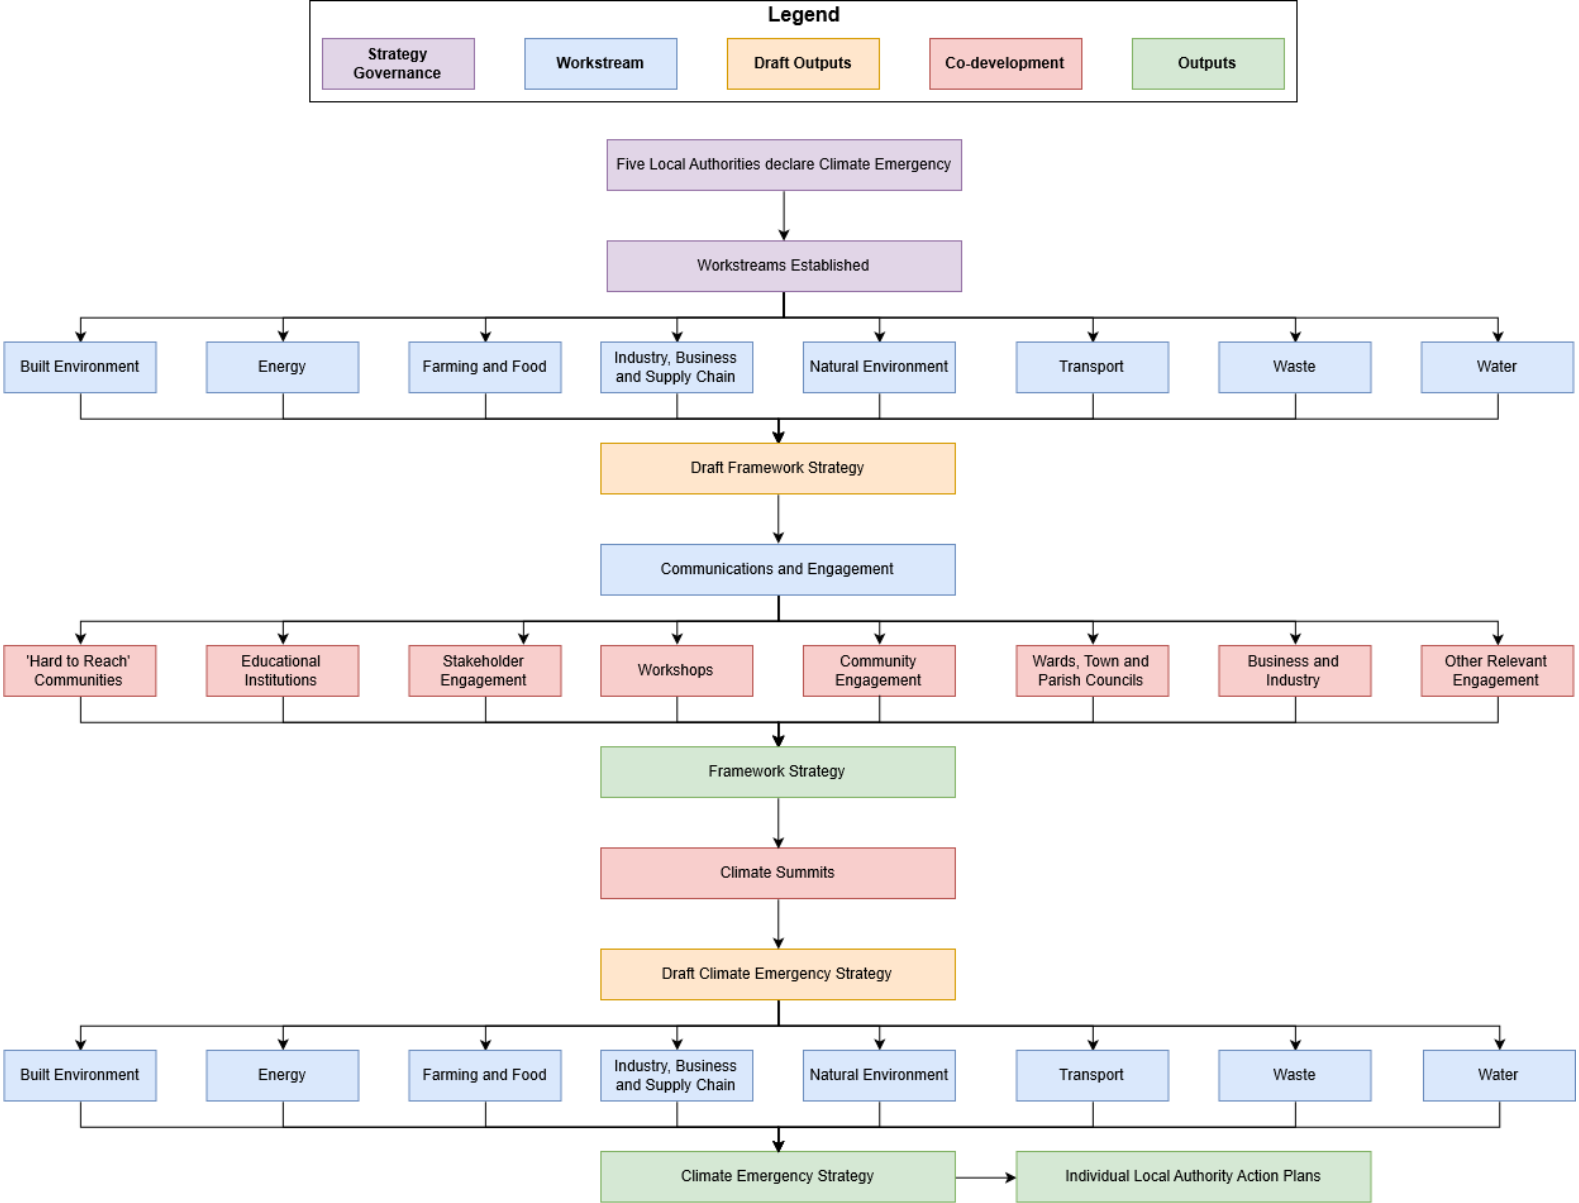 Legend
Strategy
Governance
Workstream
Draft Outputs
Co-development
Outputs
Five Local Authorities declare Climate Emergency
Workstreams Established
Built Environment
Energy
Farming and Food
Industry, Business
and Supply Chain
Natural Environment
Transport
Waste
Water
Draft Framework Strategy
Communications and Engagement
'Hard to Reach'
Communities
Educational
Institutions
Stakeholder
Engagement
Workshops
Community
Engagement
Wards, Town and
Parish Councils
Business and
Industry
Other Relevant
Engagement
Framework Strategy
Climate Summits
Draft Climate Emergency Strategy
Built Environment
Energy
Farming and Food
Industry, Business
and Supply Chain
Natural Environment
Transport
Waste
Water
Climate Emergency Strategy
Individual Local Authority Action Plans